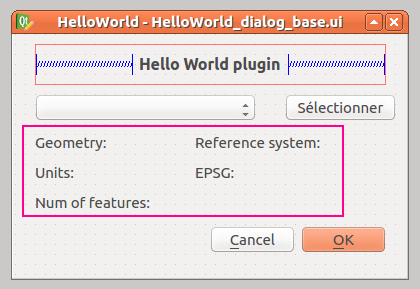 HelloWorld - HelloWorld_dialog_base.ui
Hello World plugin
Sélectionner
Geometry: Reference system:
Units: EPSG:
Num of features:
Cancel OK